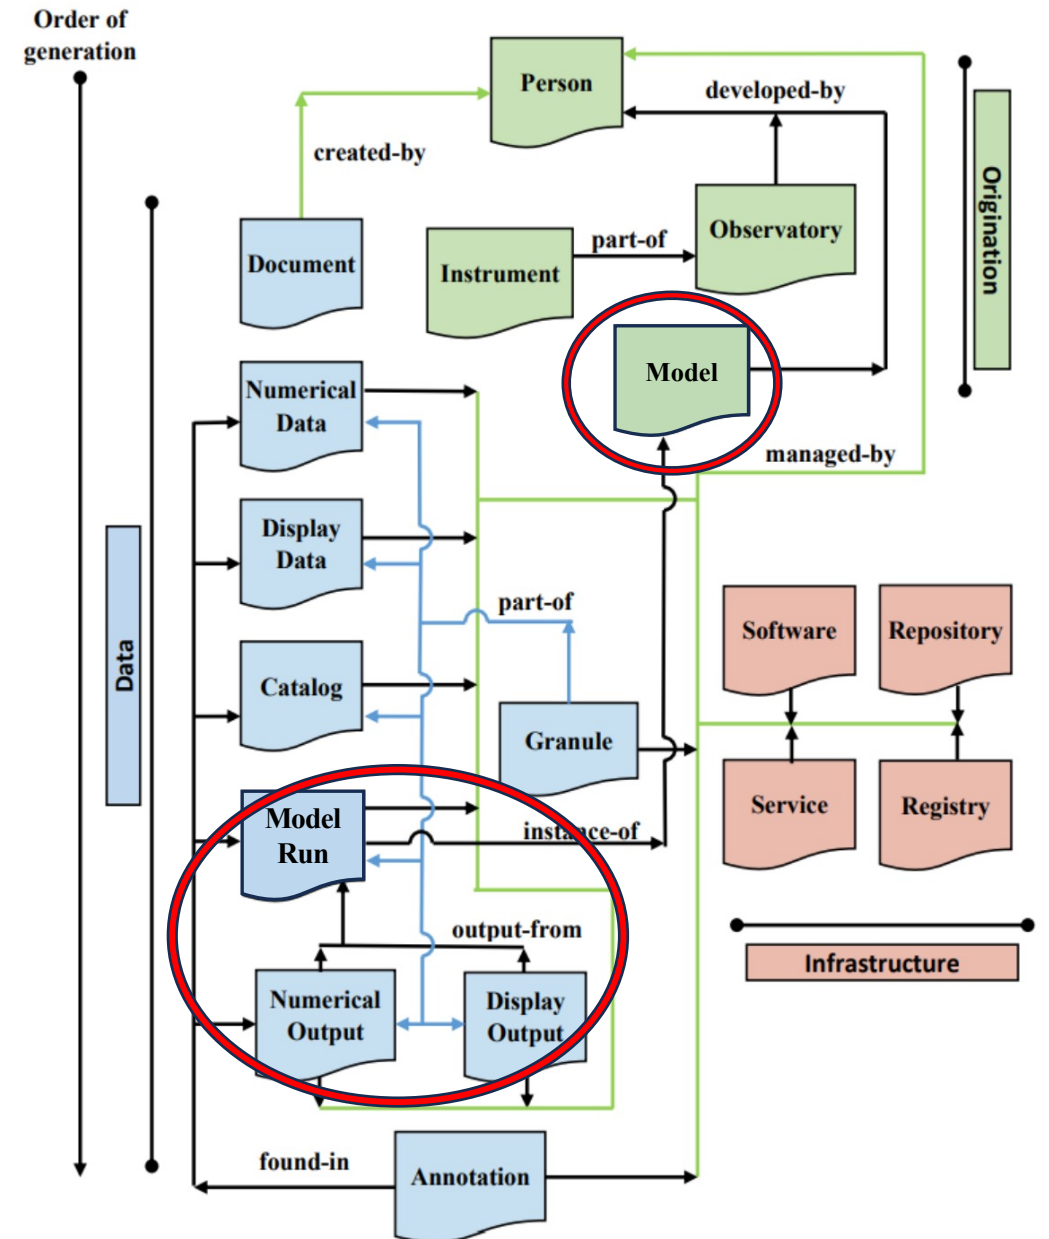 Order of
generation
Person
developed-by
created-by
Origination
Document
Instrument
part-of
Observatory
Numerical
Data
Model
managed-by
Display
Data
part-of
Software
Repository
Data
Catalog
Granule
Service
Registry
Model
Run
instance-of
output-from
Infrastructure
Numerical
Output
Display
Output
found-in
Annotation